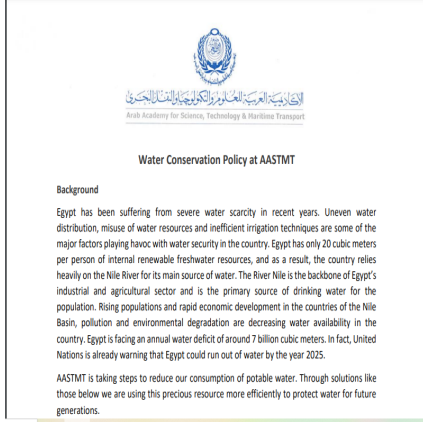 الأكاديمية العربية للعلوم والتكنولوجيا والنقل البحري
Arab Academy for Science, Technology & Maritime Transport
Water Conservation Policy at AASTMT
Background
Egypt has been suffering from severe water scarcity in recent years. Uneven water
distribution, misuse of water resources and inefficient irrigation techniques are some of the
major factors playing havoc with water security in the country. Egypt has only 20 cubic meters
per person of internal renewable freshwater resources, and as a result, the country relies
heavily on the Nile River for its main source of water. The River Nile is the backbone of Egypt's
industrial and agricultural sector and is the primary source of drinking water for the
population. Rising populations and rapid economic development in the countries of the Nile
Basin, pollution and environmental degradation are decreasing water availability in the
country. Egypt is facing an annual water deficit of around 7 billion cubic meters. In fact, United
Nations is already warning that Egypt could run out of water by the year 2025.
AASTMT is taking steps to reduce our consumption of potable water. Through solutions like
those below we are using this precious resource more efficiently to protect water for future
generations.